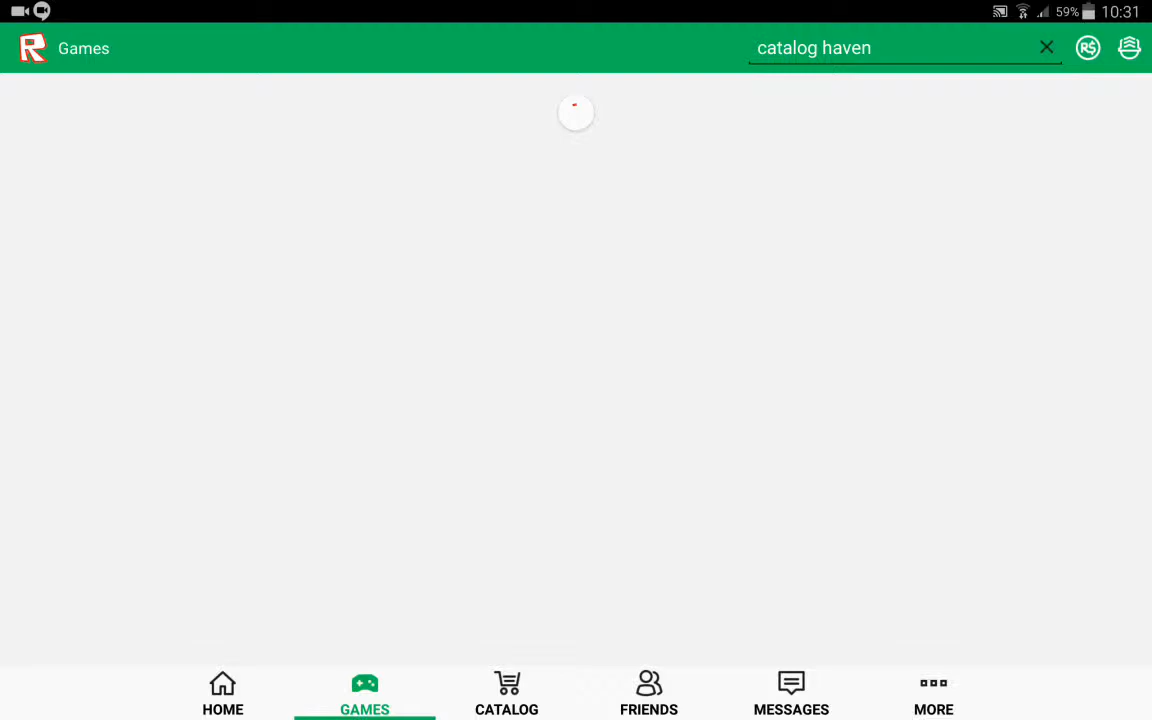 59% 10:31
R Games catalog haven R$
HOME GAMES CATALOG FRIENDS MESSAGES MORE